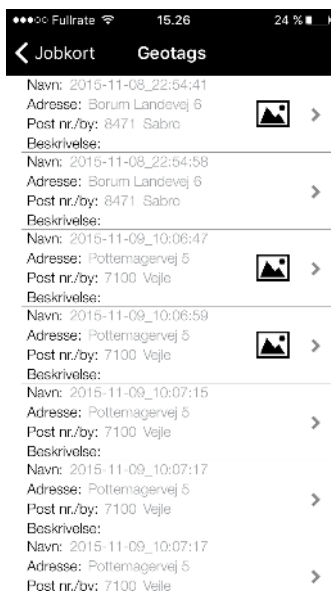 Fullrate 15.26 24 %
Jobkort Geotags
Navn: 2015-11-08_22:54:41
Adresse: Borum Landevej 6
Post nr./by: 8471 Sabro
Beskrivelse:
Navn: 2015-11-08_22:54:58
Adresse: Borum Landevej 6
Post nr./by: 8471 Sabro
Beskrivelse:
Navn: 2015-11-09_10:06:47
Adresse: Pottemagervej 5
Post nr./by: 7100 Vejle
Beskrivelse:
Navn: 2015-11-09_10:06:59
Adresse: Pottemagervej 5
Post nr./by: 7100 Vejle
Beskrivelse:
Navn: 2015-11-09_10:07:15
Adresse: Pottemagervej 5
Post nr./by: 7100 Vejle
Beskrivelse:
Navn: 2015-11-09_10:07:17
Adresse: Pottemagervej 5
Post nr./by: 7100 Vejle
Beskrivelse:
Navn: 2015-11-09_10:07:17
Adresse: Pottemagervej 5
Post nr./by: 7100 Vejle